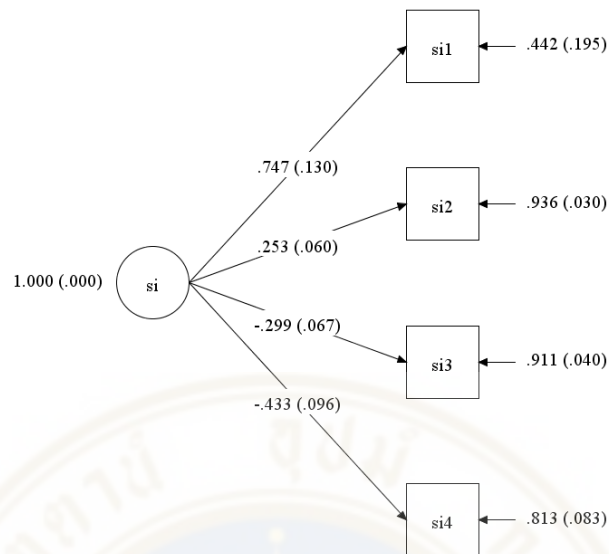 si1
.442 (.195)
.747 (.130)
si2
.936 (.030)
.253 (.060)
1.000 (.000)
si
-.299 (.067)
si3
.911 (.040)
-.433 (.096)
si4
.813 (.083)